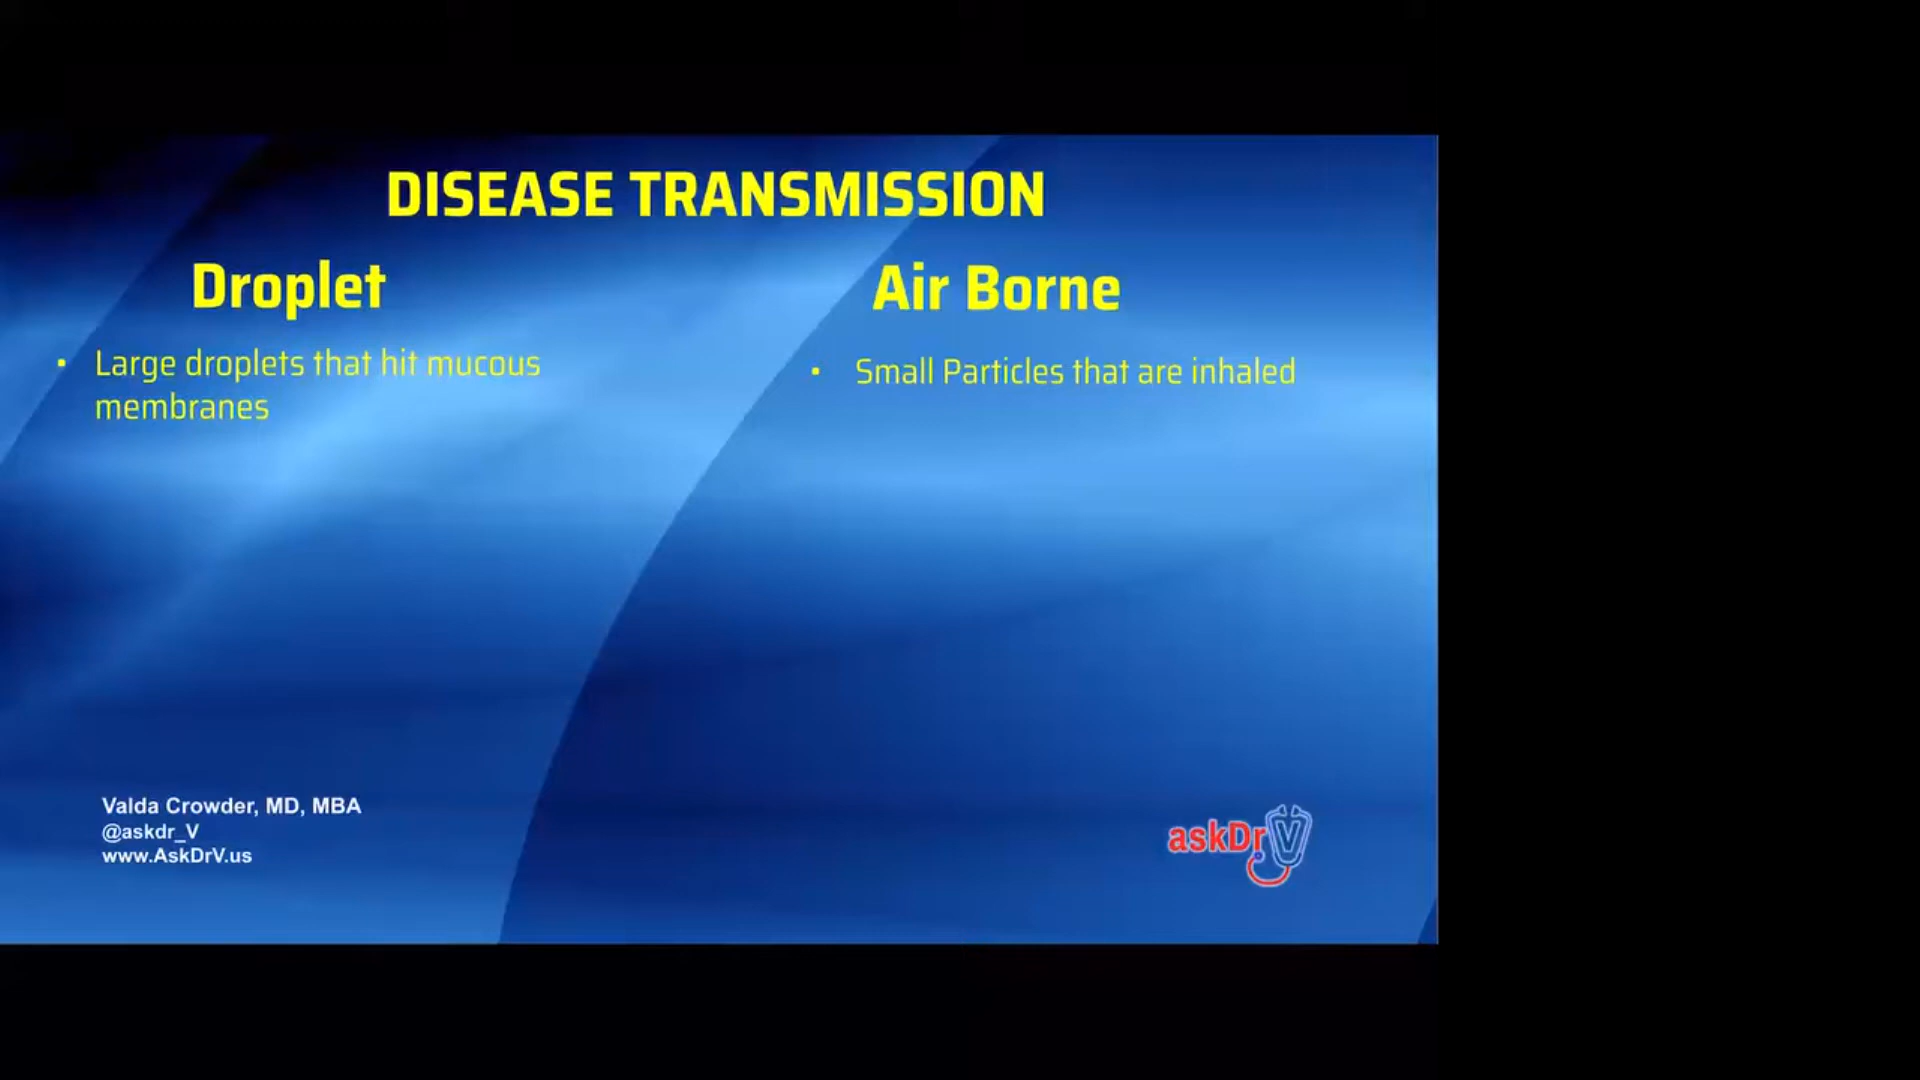 DISEASE TRANSMISSION
Droplet
• Large droplets that hit mucous
membranes
Air Borne
• Small Particles that are inhaled
Valda Crowder, MD, MBA
@askdr_V
www.AskDrV.us
askDrV